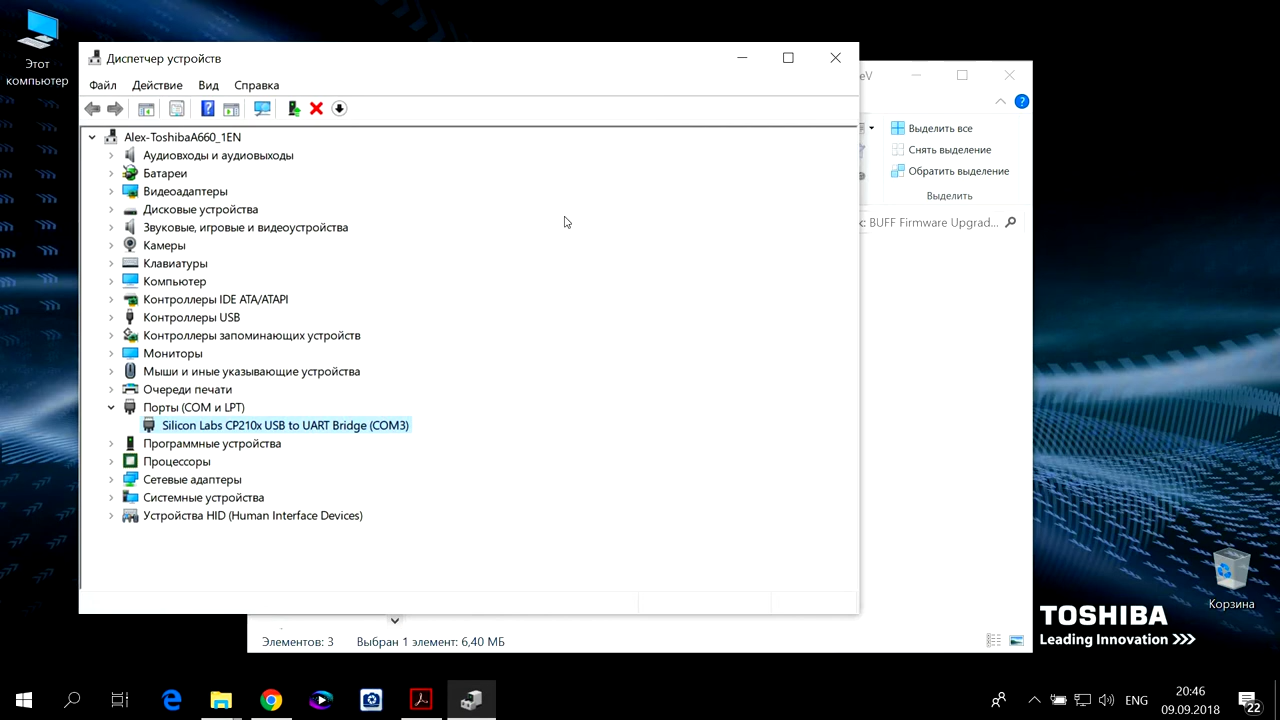 Этот
компьютер
Диспетчер устройств
Файл Действие Вид Справка
Alex-ToshibaA660_1EN
Аудиовходы и аудиовыходы
Батареи
Видеоадаптеры
Дисковые устройства
Звуковые, игровые и видеоустройства
Камеры
Клавиатуры
Компьютер
Контроллеры IDE ATA/ATAPI
Контроллеры USB
Контроллеры запоминающих устройств
Мониторы
Мыши и иные указывающие устройства
Очереди печати
Порты (COM и LPT)
Silicon Labs CP210x USB to UART Bridge (COM3)
Программные устройства
Процессоры
Сетевые адаптеры
Системные устройства
Устройства HID (Human Interface Devices)
Выделить все
Снять выделение
Обратить выделение
Выделить
BUFF Firmware Upgrad...
Элементов: 3 Выбран 1 элемент: 6,40 МБ
Корзина
TOSHIBA
Leading Innovation >>>
ENG
20:46
09.09.2018
22